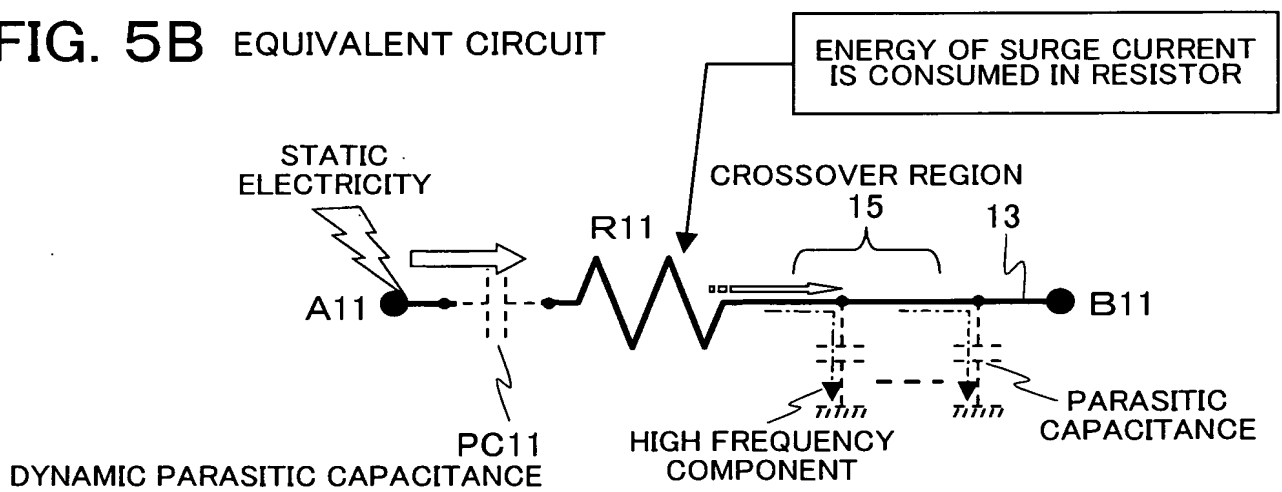 FIG. 5B EQUIVALENT CIRCUIT
ENERGY OF SURGE CURRENT
IS CONSUMED IN RESISTOR
STATIC
ELECTRICITY
CROSSOVER REGION
15
13
R11
A11
B11
PC11
DYNAMIC PARASITIC CAPACITANCE
HIGH FREQUENCY
COMPONENT
PARASITIC
CAPACITANCE